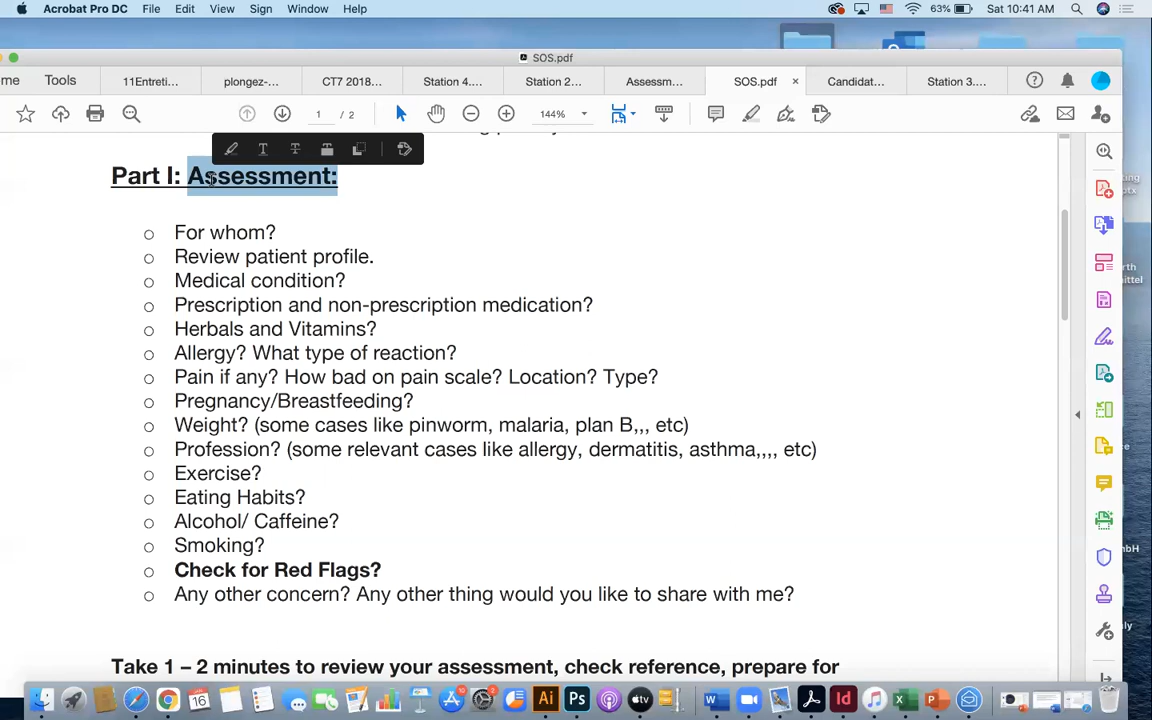 Acrobat Pro DC File Edit View Sign Window Help 63% Sat 10:41 AM
SOS.pdf
me Tools 11Entreti... plongez-... CT7 2018... Station 4.... Station 2... Assessm... SOS.pdf × Candidat... Station 3....
1 / 2 144%
Part I: Assessment:
o For whom?
o Review patient profile.
o Medical condition?
o Prescription and non-prescription medication?
o Herbals and Vitamins?
o Allergy? What type of reaction?
o Pain if any? How bad on pain scale? Location? Type?
o Pregnancy/Breastfeeding?
o Weight? (some cases like pinworm, malaria, plan B,,, etc)
o Profession? (some relevant cases like allergy, dermatitis, asthma,,,, etc)
o Exercise?
o Eating Habits?
o Alcohol/ Caffeine?
o Smoking?
o Check for Red Flags?
o Any other concern? Any other thing would you like to share with me?
Take 1 – 2 minutes to review your assessment, check reference, prepare for